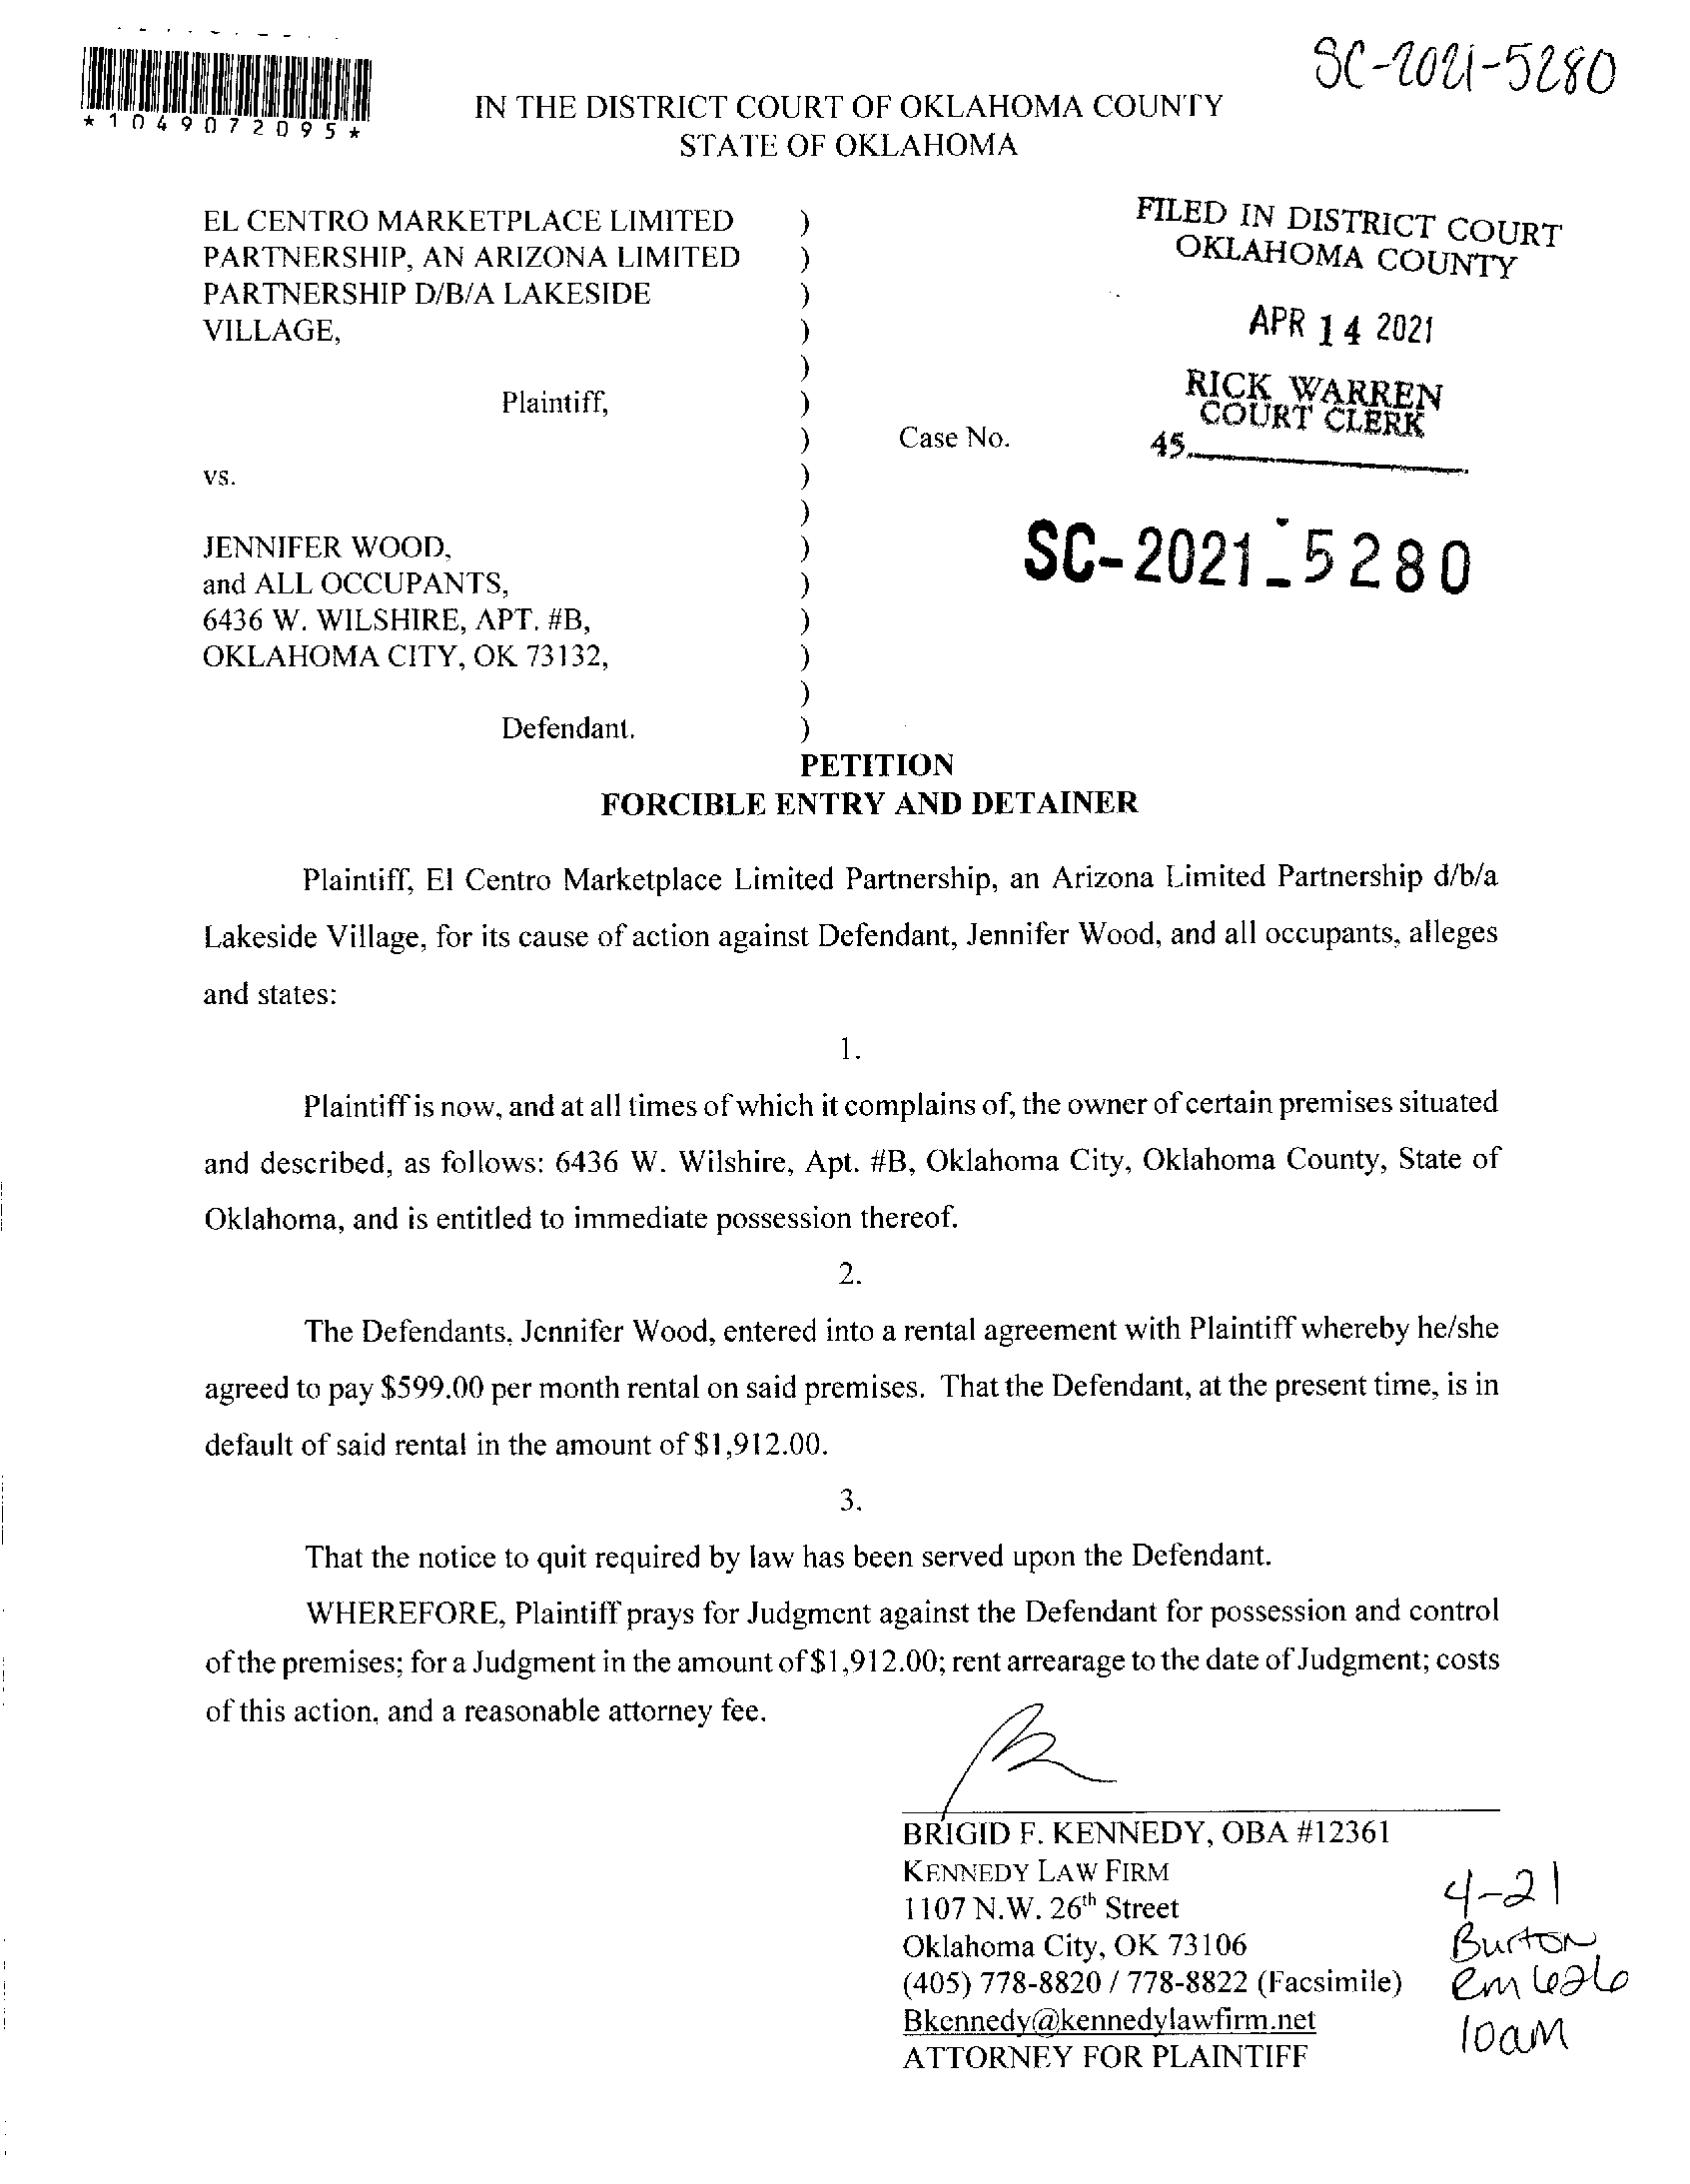 SC-2021-5280
*1049072095*
IN THE DISTRICT COURT OF OKLAHOMA COUNTY
STATE OF OKLAHOMA
EL CENTRO MARKETPLACE LIMITED )
PARTNERSHIP, AN ARIZONA LIMITED )
PARTNERSHIP D/B/A LAKESIDE )
VILLAGE, )
)
Plaintiff, )
) Case No.
vs. )
)
JENNIFER WOOD, )
and ALL OCCUPANTS, )
6436 W. WILSHIRE, APT. #B, )
OKLAHOMA CITY, OK 73132, )
)
Defendant. )
FILED IN DISTRICT COURT
OKLAHOMA COUNTY
APR 14 2021
RICK WARREN
COURT CLERK
45.
SC-2021-5280
PETITION
FORCIBLE ENTRY AND DETAINER
Plaintiff, El Centro Marketplace Limited Partnership, an Arizona Limited Partnership d/b/a
Lakeside Village, for its cause of action against Defendant, Jennifer Wood, and all occupants, alleges
and states:
1.
Plaintiff is now, and at all times of which it complains of, the owner of certain premises situated
and described, as follows: 6436 W. Wilshire, Apt. #B, Oklahoma City, Oklahoma County, State of
Oklahoma, and is entitled to immediate possession thereof.
2.
The Defendants, Jennifer Wood, entered into a rental agreement with Plaintiff whereby he/she
agreed to pay $599.00 per month rental on said premises. That the Defendant, at the present time, is in
default of said rental in the amount of $1,912.00.
3.
That the notice to quit required by law has been served upon the Defendant.
WHEREFORE, Plaintiff prays for Judgment against the Defendant for possession and control
of the premises; for a Judgment in the amount of $1,912.00; rent arrearage to the date of Judgment; costs
of this action, and a reasonable attorney fee.
BRIGID F. KENNEDY, OBA #12361
KENNEDY LAW FIRM
1107 N.W. 26th Street
Oklahoma City, OK 73106
(405) 778-8820 / 778-8822 (Facsimile)
Bkennedy@kennedylawfirm.net
ATTORNEY FOR PLAINTIFF
4-21
Burton
rm 626
10am